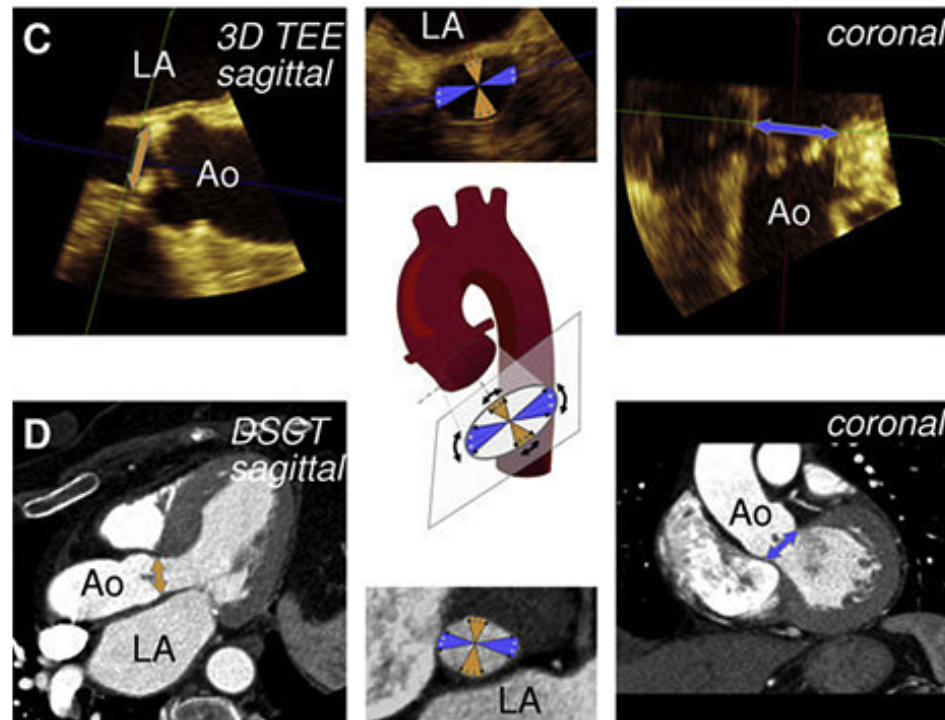 C
3D TEE
sagittal
LA
Ao
LA
coronal
Ao
D
DSCT
sagittal
Ao
LA
LA
coronal
Ao